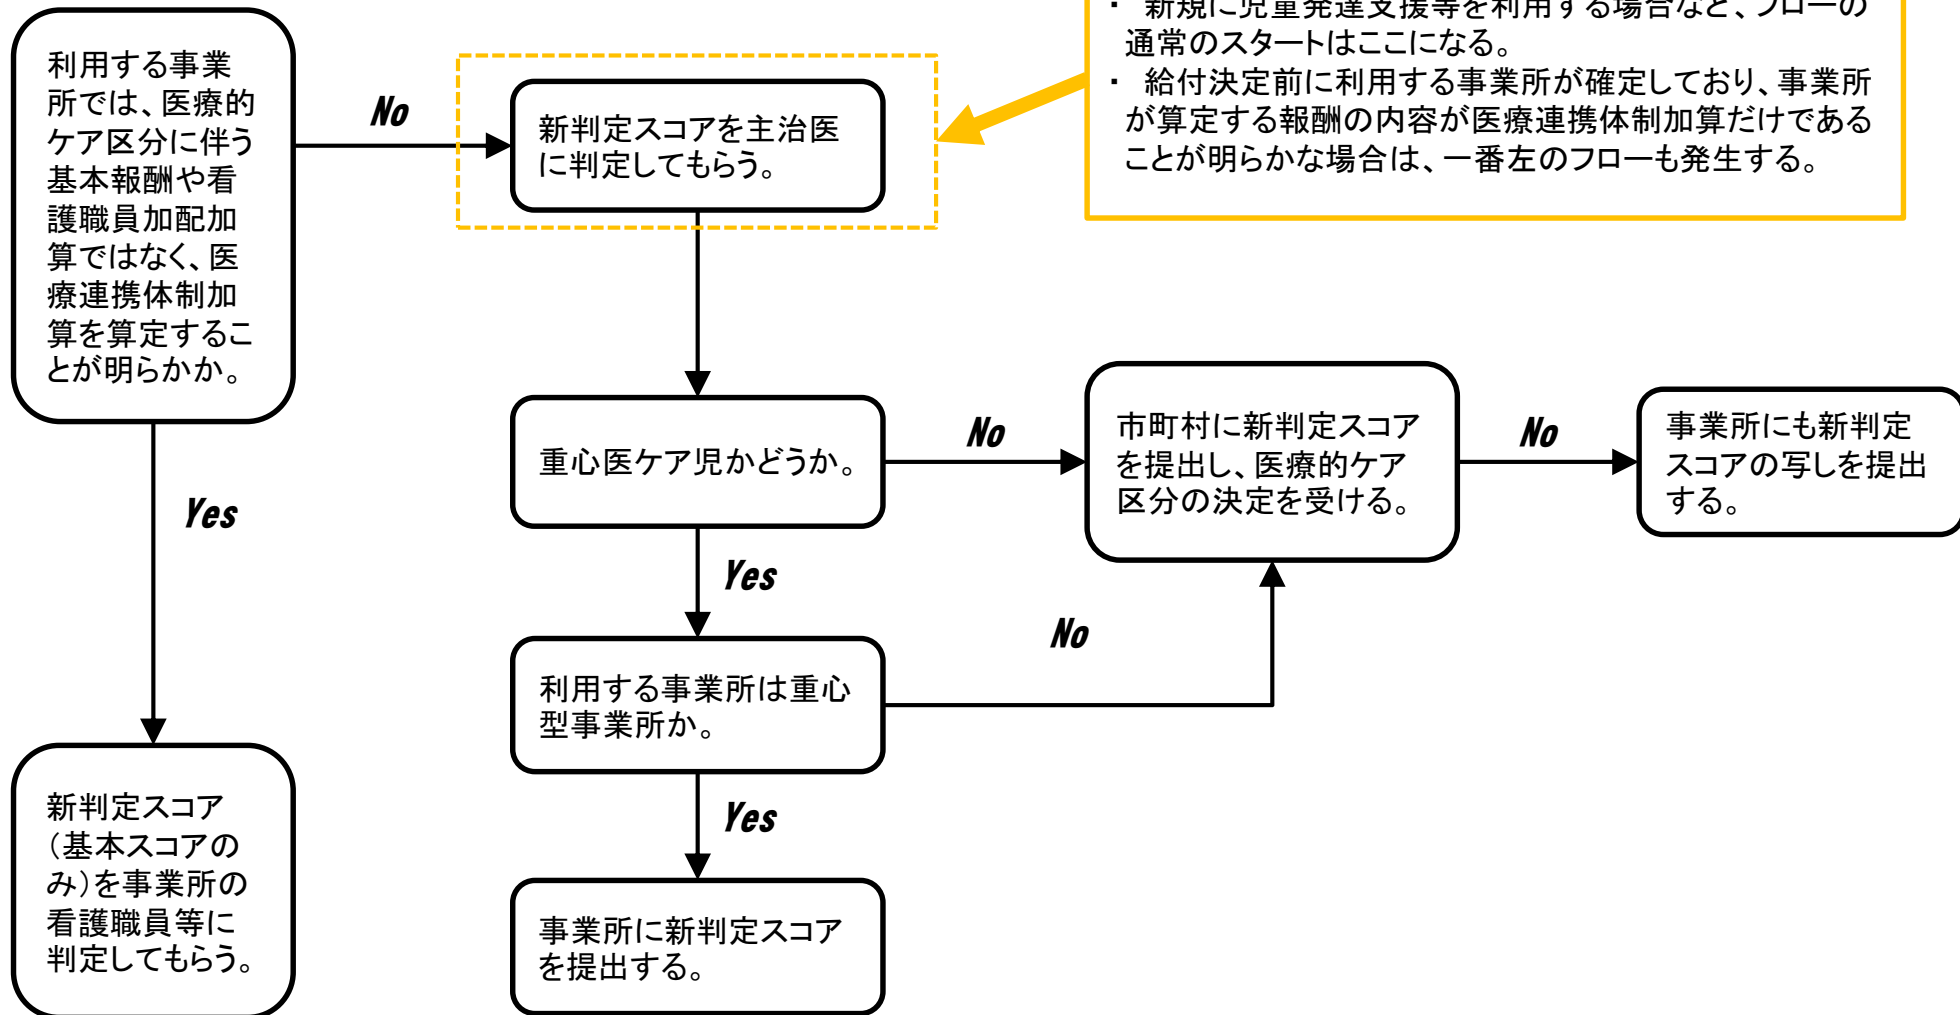 ・ 新規に児童発達支援等を利用する場合など、フローの
通常のスタートはここになる。
・ 給付決定前に利用する事業所が確定しており、事業所
が算定する報酬の内容が医療連携体制加算だけである
ことが明らかな場合は、一番左のフローも発生する。
利用する事業
所では、医療的
ケア区分に伴う
基本報酬や看
護職員加配加
算ではなく、医
療連携体制加
算を算定するこ
とが明らかか。
No
新判定スコアを主治医
に判定してもらう。
重心医ケア児かどうか。
No
市町村に新判定スコア
を提出し、医療的ケア
区分の決定を受ける。
No
事業所にも新判定
スコアの写しを提出
する。
Yes
Yes
No
利用する事業所は重心
型事業所か。
新判定スコア
(基本スコアの
み)を事業所の
看護職員等に
判定してもらう。
Yes
事業所に新判定スコア
を提出する。